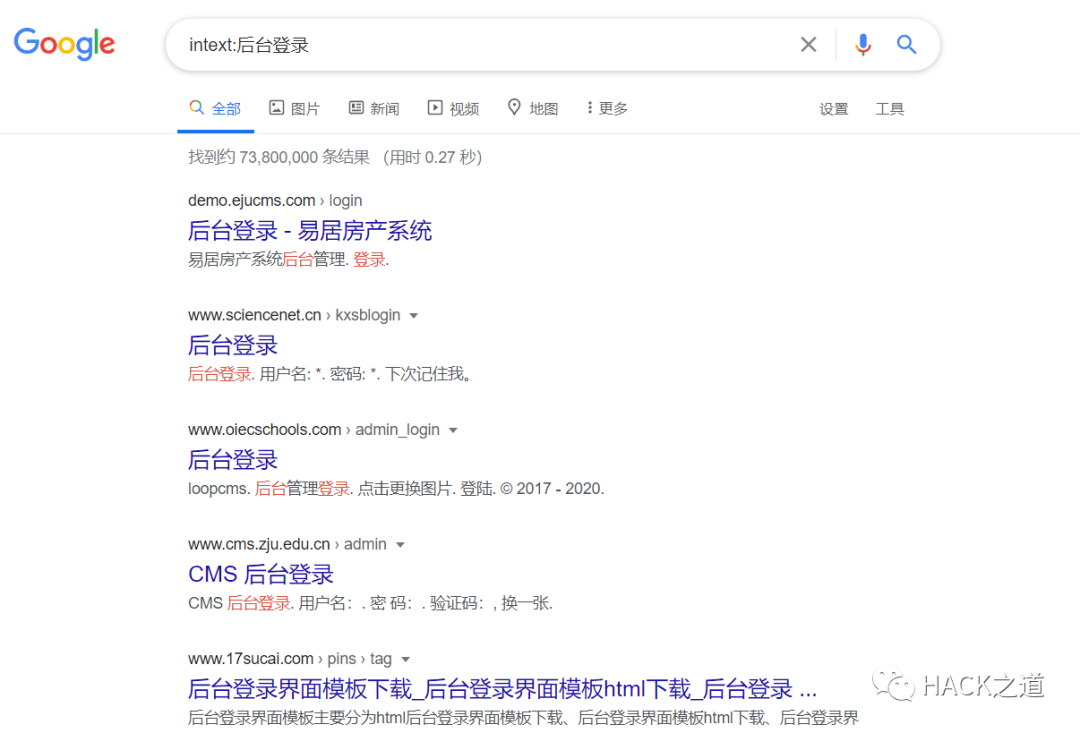 Google
intext:后台登录
全部 图片 新闻 视频 地图 更多 设置 工具
找到约 73,800,000 条结果 （用时 0.27 秒）
demo.ejucms.com › login
后台登录 - 易居房产系统
易居房产系统后台管理. 登录.
www.sciencenet.cn › kxsblogin
后台登录
后台登录. 用户名: *. 密码: *. 下次记住我。
www.oiecschools.com › admin_login
后台登录
loopcms. 后台管理登录. 点击更换图片. 登陆. © 2017 - 2020.
www.cms.zju.edu.cn › admin
CMS 后台登录
CMS 后台登录. 用户名：. 密 码：. 验证码：, 换一张.
www.17sucai.com › pins › tag
后台登录界面模板下载_后台登录界面模板html下载_后台登录 ...
后台登录界面模板主要分为html后台登录界面模板下载、后台登录界面模板html下载、后台登录界
HACK之道